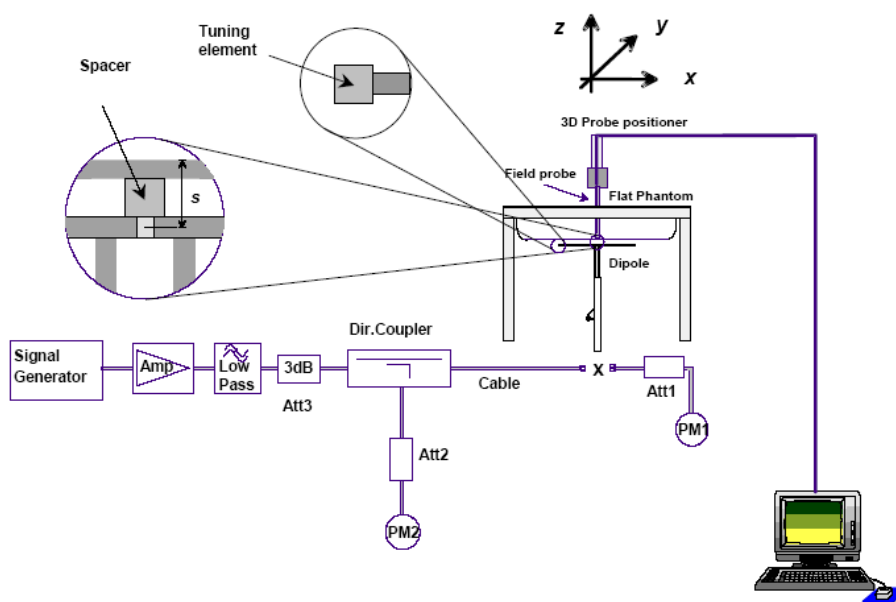 Tuning
element
Spacer
z
y
x
s
3D Probe positioner
Field probe
Flat Phantom
Dipole
Dir.Coupler
Signal
Generator
Amp
Low
Pass
3dB
Att3
Cable
X
Att1
PM1
Att2
PM2